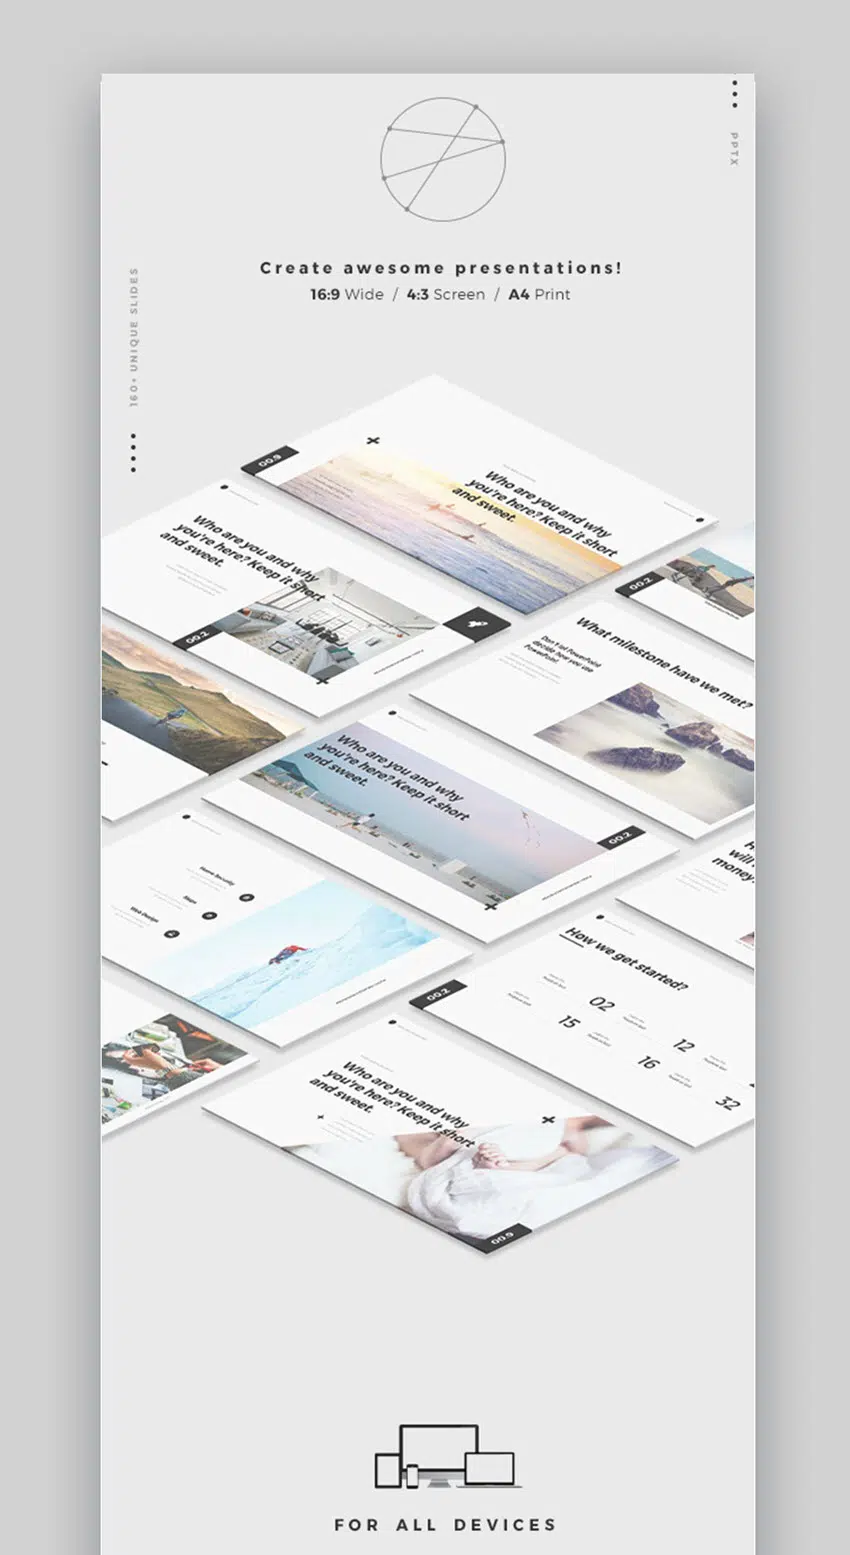 PPTX
Create awesome presentations!
16:9 Wide / 4:3 Screen / A4 Print
160+ UNIQUE SLIDES
00.9
Who are you and why
you're here? Keep it short
and sweet.
Who are you and why
you're here? Keep it short
and sweet.
00.2
00.2
What milestone have we met?
Don't let PowerPoint
decide how you use
PowerPoint!
Who are you and why
you're here? Keep it short
and sweet.
00.2
will
money?
Home Security
Maps
Web Design
How we get started?
00.2
02
15
12
16
32
Who are you and why
you're here? Keep it short
and sweet.
00.9
FOR ALL DEVICES